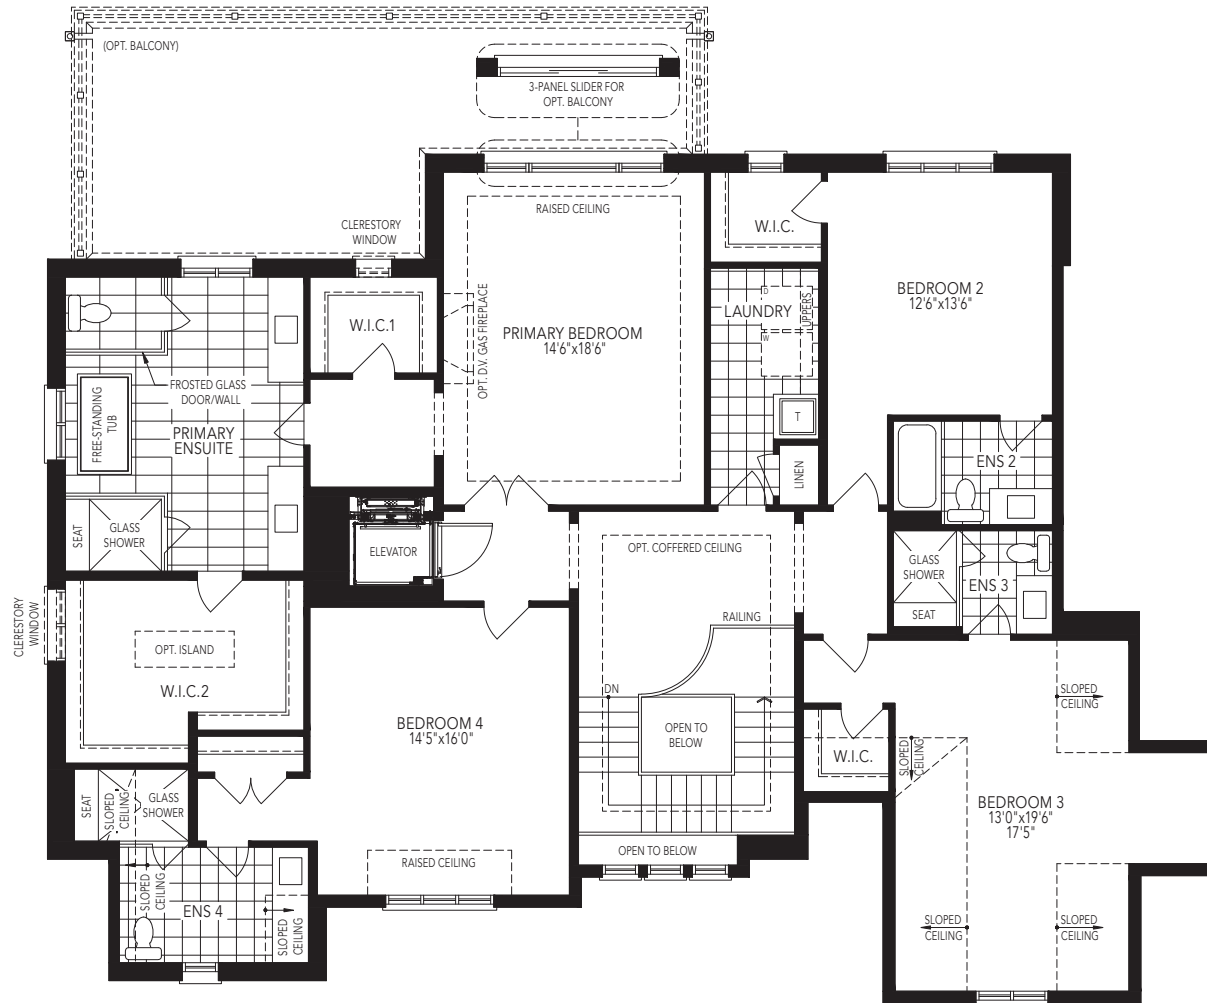 (OPT. BALCONY)
3-PANEL SLIDER FOR
OPT. BALCONY
CLERESTORY
WINDOW
RAISED CEILING
W.I.C.
BEDROOM 2
12'6"x13'6"
LAUNDRY
D
W
UPPERS
T
LINEN
W.I.C.1
OPT. D.V. GAS FIREPLACE
PRIMARY BEDROOM
14'6"x18'6"
FROSTED GLASS
DOOR/WALL
FREE-STANDING
TUB
PRIMARY
ENSUITE
SEAT
GLASS
SHOWER
ELEVATOR
OPT. COFFERED CEILING
ENS 2
GLASS
SHOWER
SEAT
ENS 3
CLERESTORY
WINDOW
OPT. ISLAND
W.I.C.2
RAILING
DN
OPEN TO
BELOW
BEDROOM 4
14'5"x16'0"
SLOPED
CEILING
W.I.C.
SLOPED
CEILING
BEDROOM 3
13'0"x19'6"
17'5"
SEAT
SLOPED
CEILING
GLASS
SHOWER
RAISED CEILING
OPEN TO BELOW
SLOPED
CEILING
ENS 4
SLOPED
CEILING
SLOPED
CEILING
SLOPED
CEILING